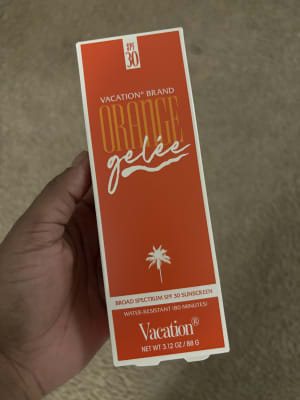 SPF
30
VACATION® BRAND
ORANGE
gelée
BROAD SPECTRUM SPF 30 SUNSCREEN
WATER-RESISTANT (80 MINUTES)
Vacation®
NET WT 3.12 OZ / 88 G